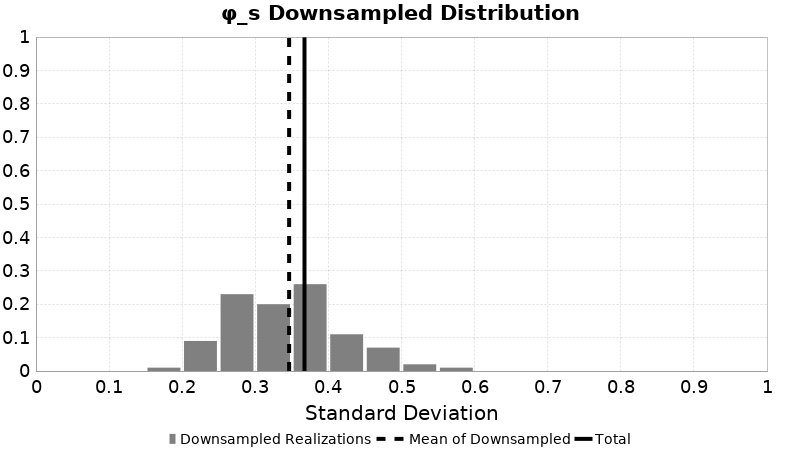 φ_s Downsampled Distribution
1
0.9
0.8
0.7
0.6
0.5
0.4
0.3
0.2
0.1
0
0 0.1 0.2 0.3 0.4 0.5 0.6 0.7 0.8 0.9 1
Standard Deviation
Downsampled Realizations Mean of Downsampled Total